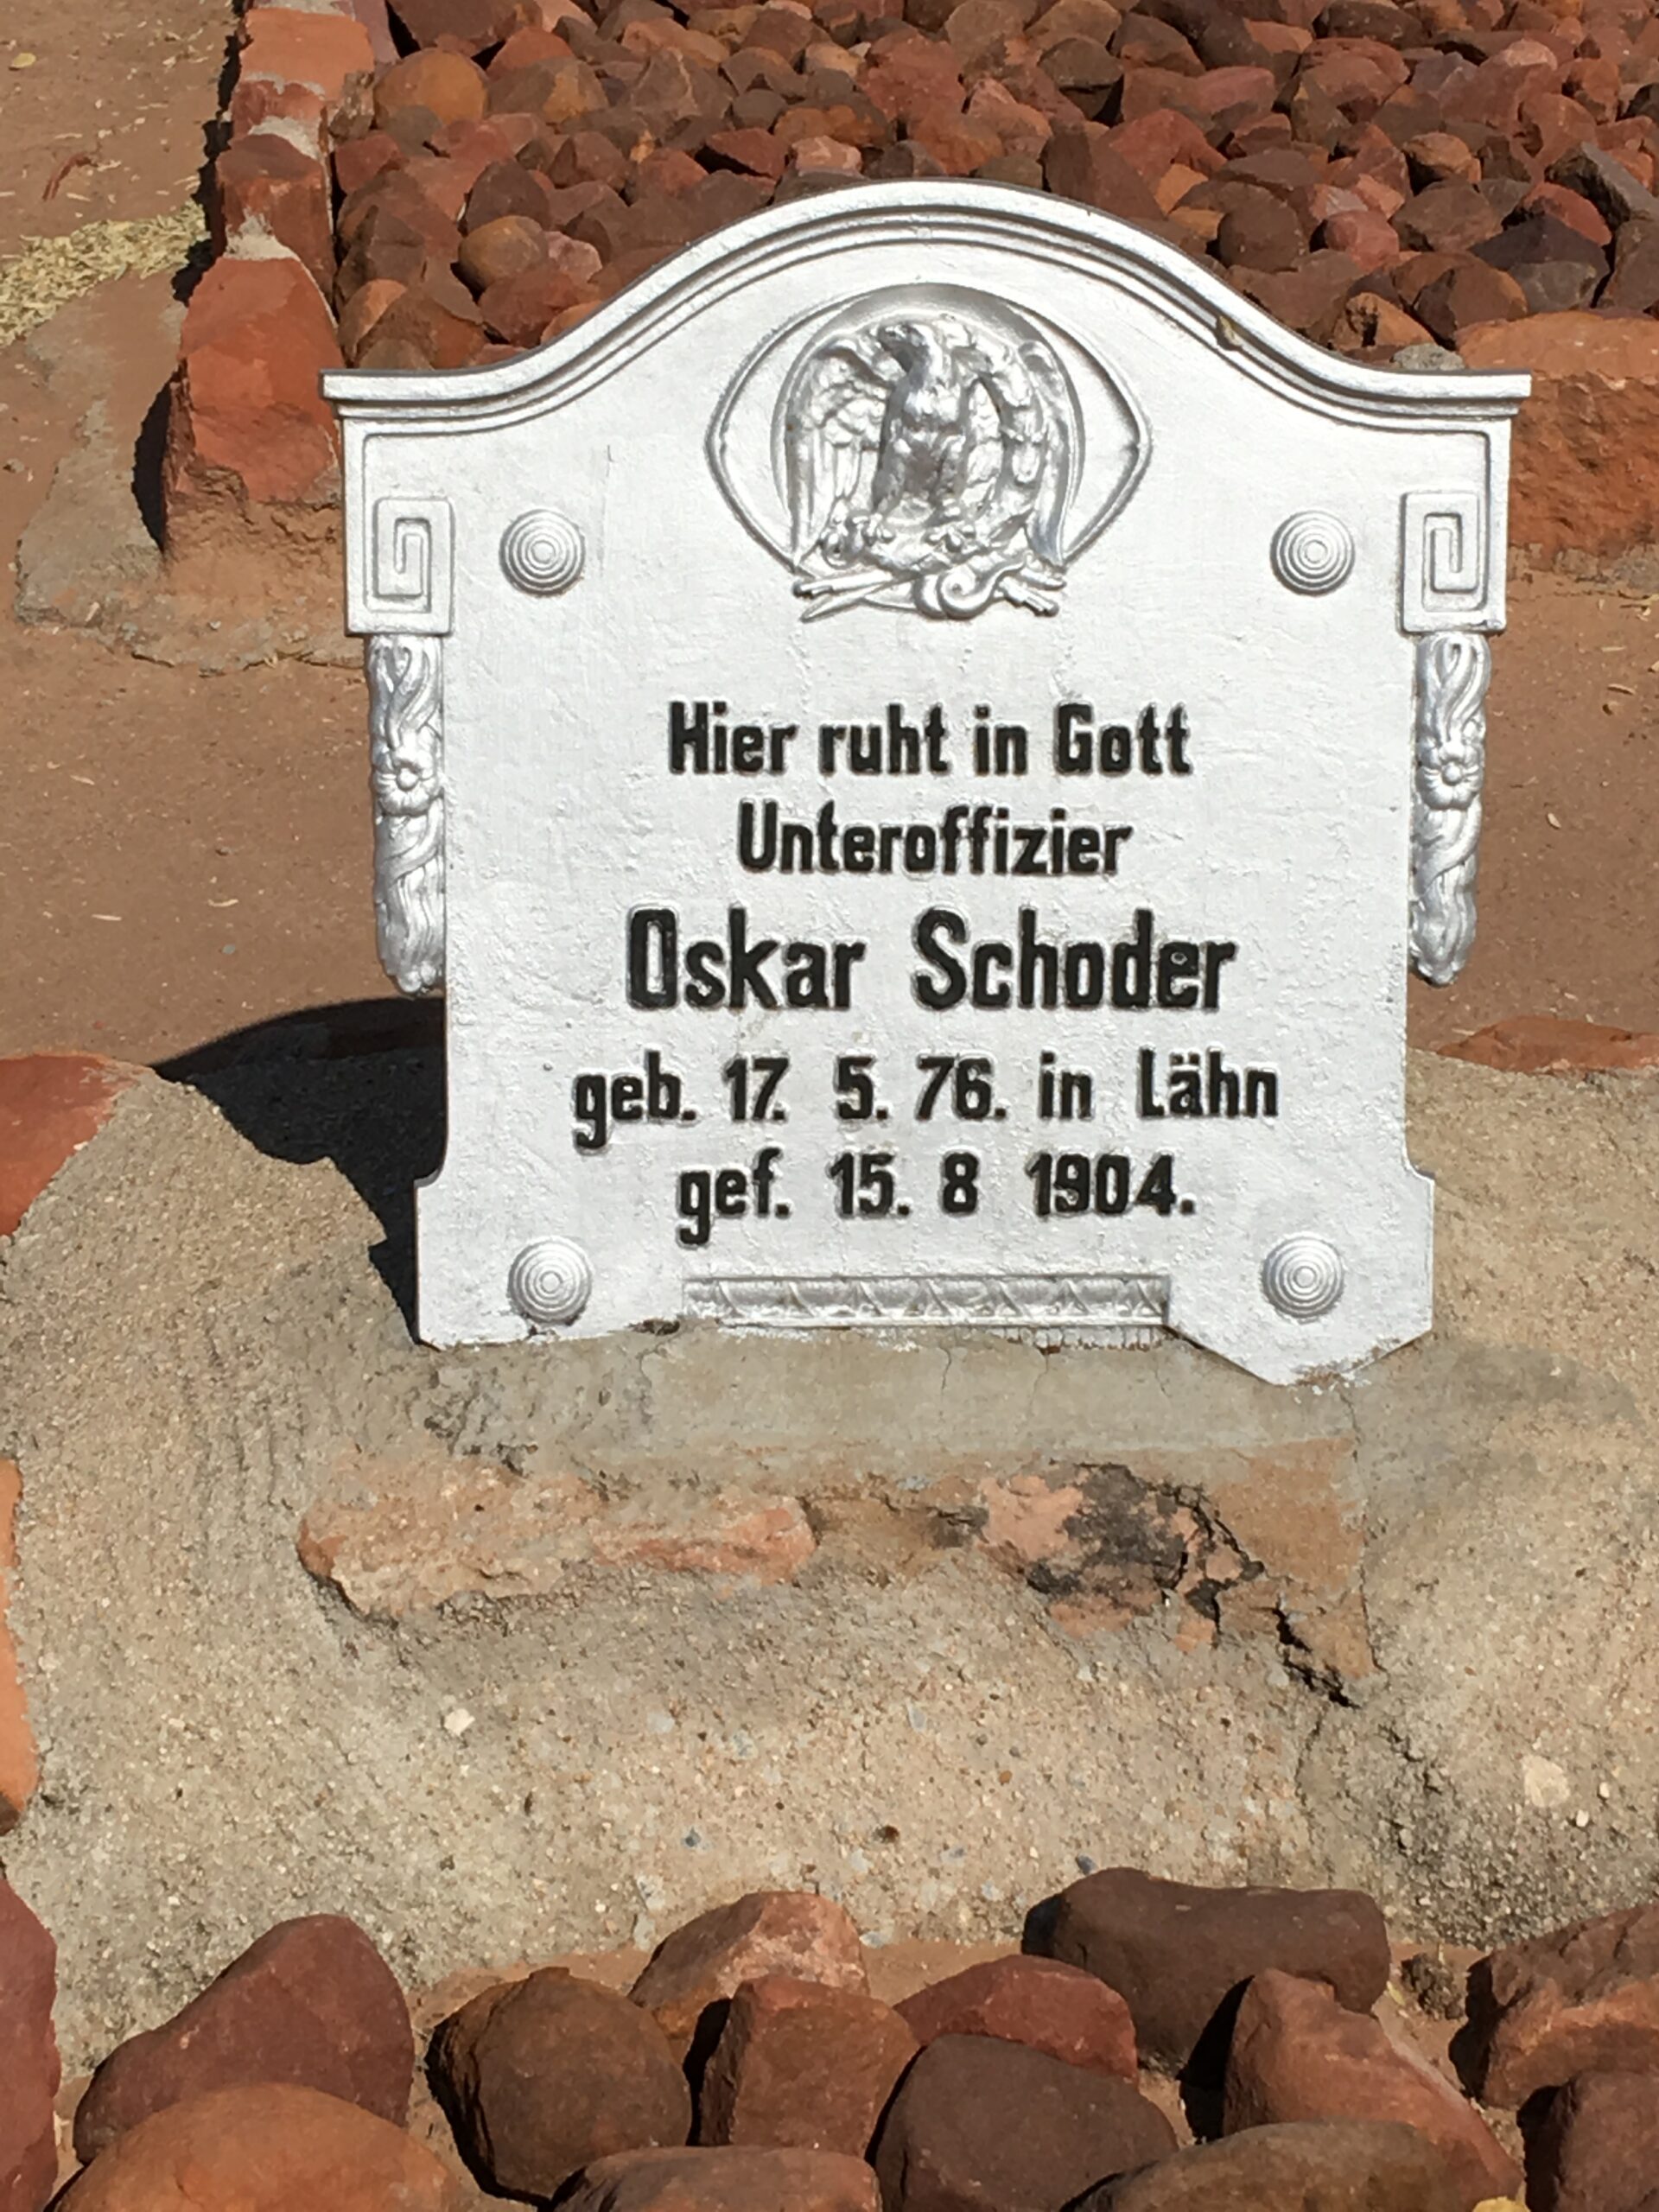 Hier ruht in Gott
Unteroffizier
Oskar Schoder
geb. 17. 5. 76. in Lähn
gef. 15. 8 1904.